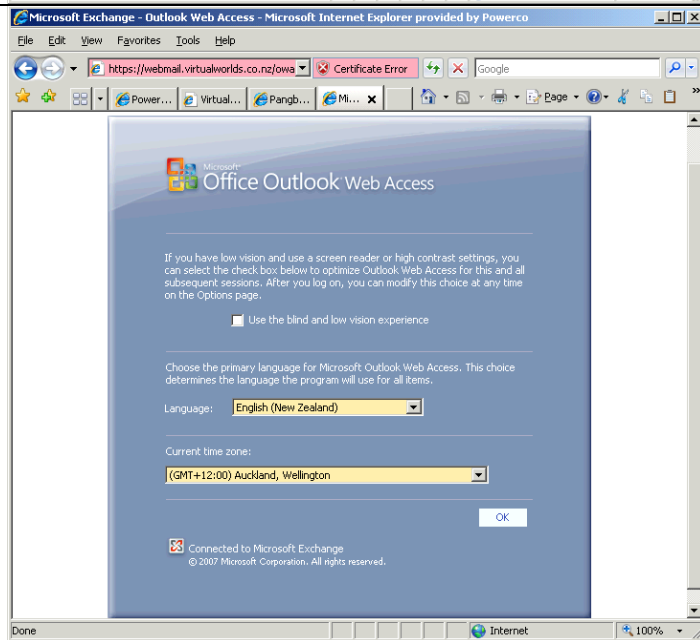 Microsoft Exchange - Outlook Web Access - Microsoft Internet Explorer provided by Powerco
File Edit View Favorites Tools Help
https://webmail.virtualworlds.co.nz/owa Certificate Error Google
Power... Virtual... Pangb... Mi... Page »
Microsoft
Office Outlook Web Access
If you have low vision and use a screen reader or high contrast settings, you
can select the check box below to optimize Outlook Web Access for this and all
subsequent sessions. After you log on, you can modify this choice at any time
on the Options page.
Use the blind and low vision experience
Choose the primary language for Microsoft Outlook Web Access. This choice
determines the language the program will use for all items.
Language: English (New Zealand)
Current time zone:
(GMT+12:00) Auckland, Wellington
OK
Connected to Microsoft Exchange
© 2007 Microsoft Corporation. All rights reserved.
Done Internet 100%